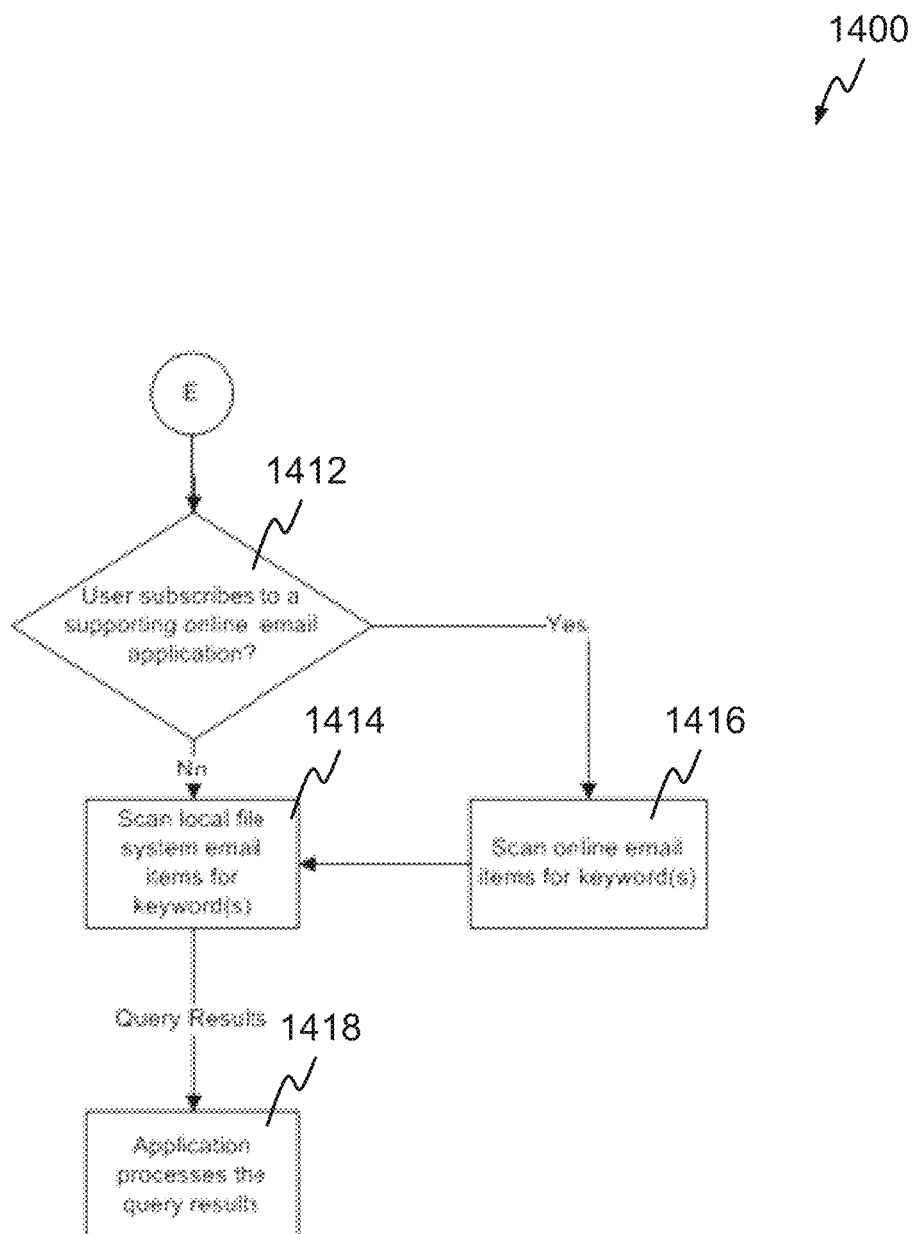 1400
E
1412
User subscribes to a
supporting online email
application?
Yes
1414
1416
No
Scan local file
system email
items for
keyword(s)
Scan online email
items for keyword(s)
Query Results
1418
Application
processes the
query results